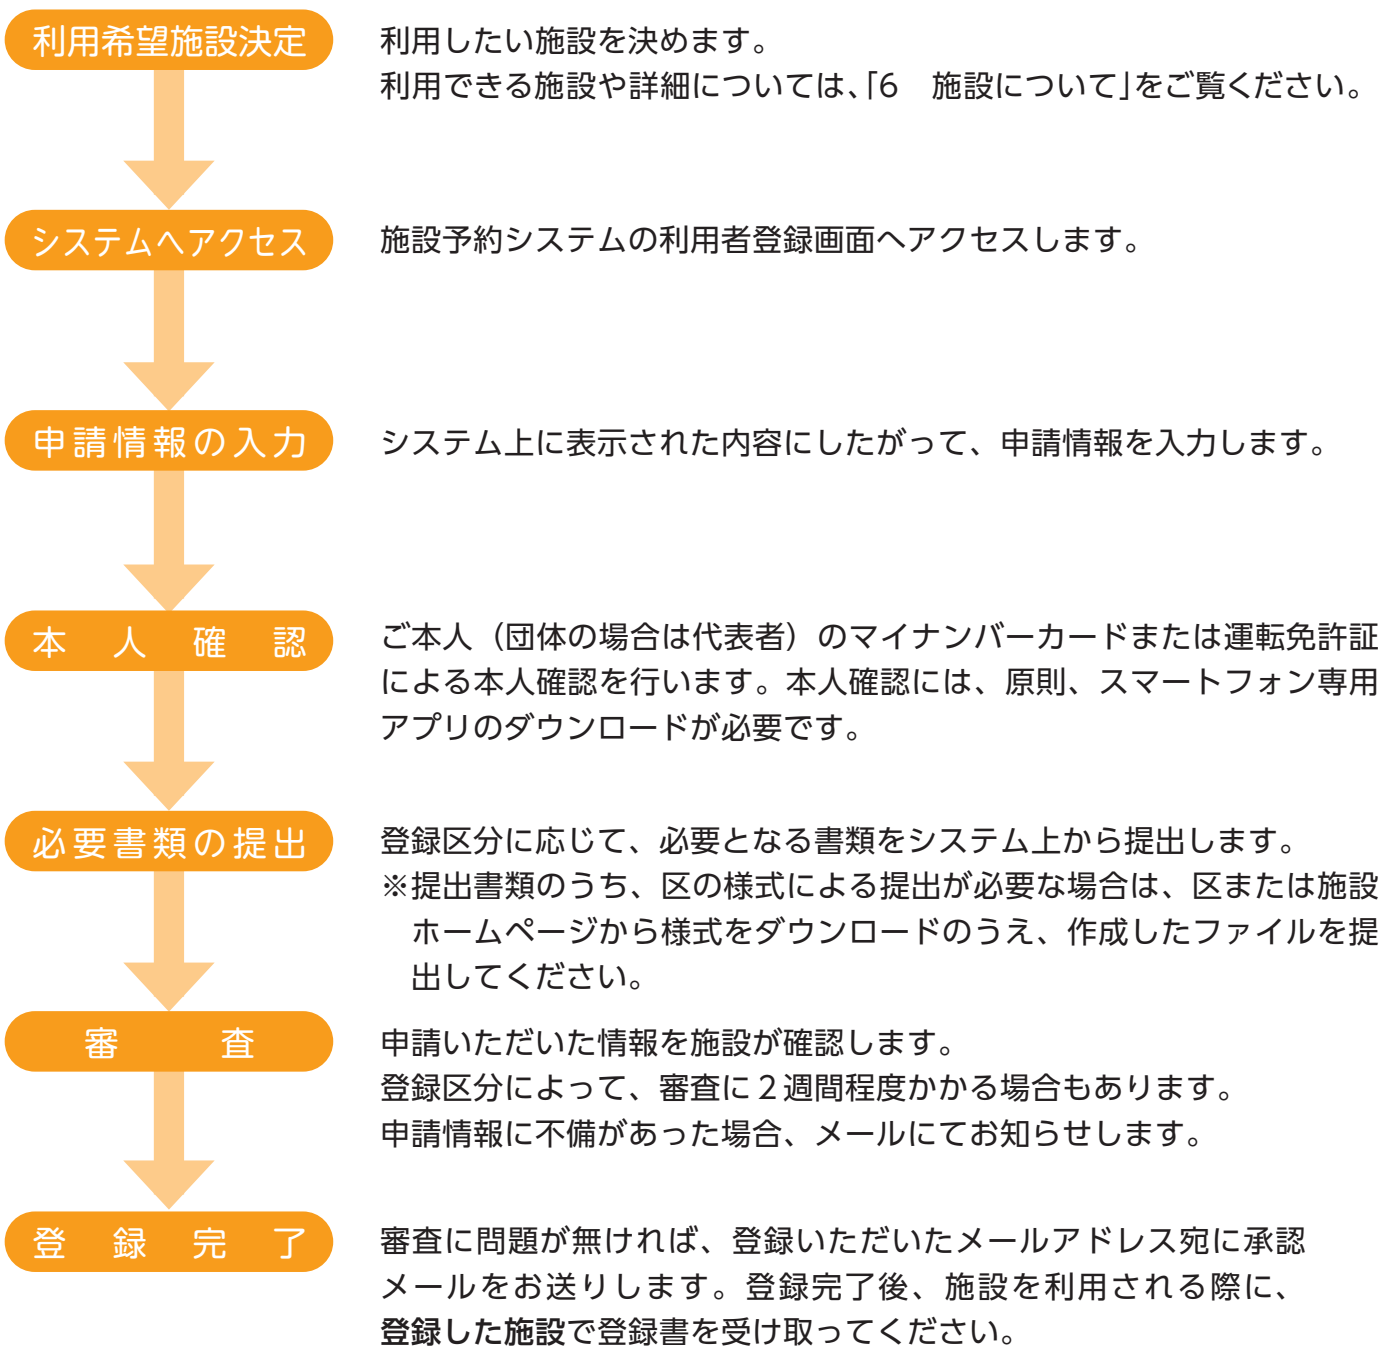 利用希望施設決定
利用したい施設を決めます。
利用できる施設や詳細については、「6　施設について」をご覧ください。
システムへアクセス
施設予約システムの利用者登録画面へアクセスします。
申請情報の入力
システム上に表示された内容にしたがって、申請情報を入力します。
本人確認
ご本人（団体の場合は代表者）のマイナンバーカードまたは運転免許証
による本人確認を行います。本人確認には、原則、スマートフォン専用
アプリのダウンロードが必要です。
必要書類の提出
登録区分に応じて、必要となる書類をシステム上から提出します。
※提出書類のうち、区の様式による提出が必要な場合は、区または施設
ホームページから様式をダウンロードのうえ、作成したファイルを提
出してください。
審査
申請いただいた情報を施設が確認します。
登録区分によって、審査に２週間程度かかる場合もあります。
申請情報に不備があった場合、メールにてお知らせします。
登録完了
審査に問題が無ければ、登録いただいたメールアドレス宛に承認
メールをお送りします。登録完了後、施設を利用される際に、
登録した施設で登録書を受け取ってください。